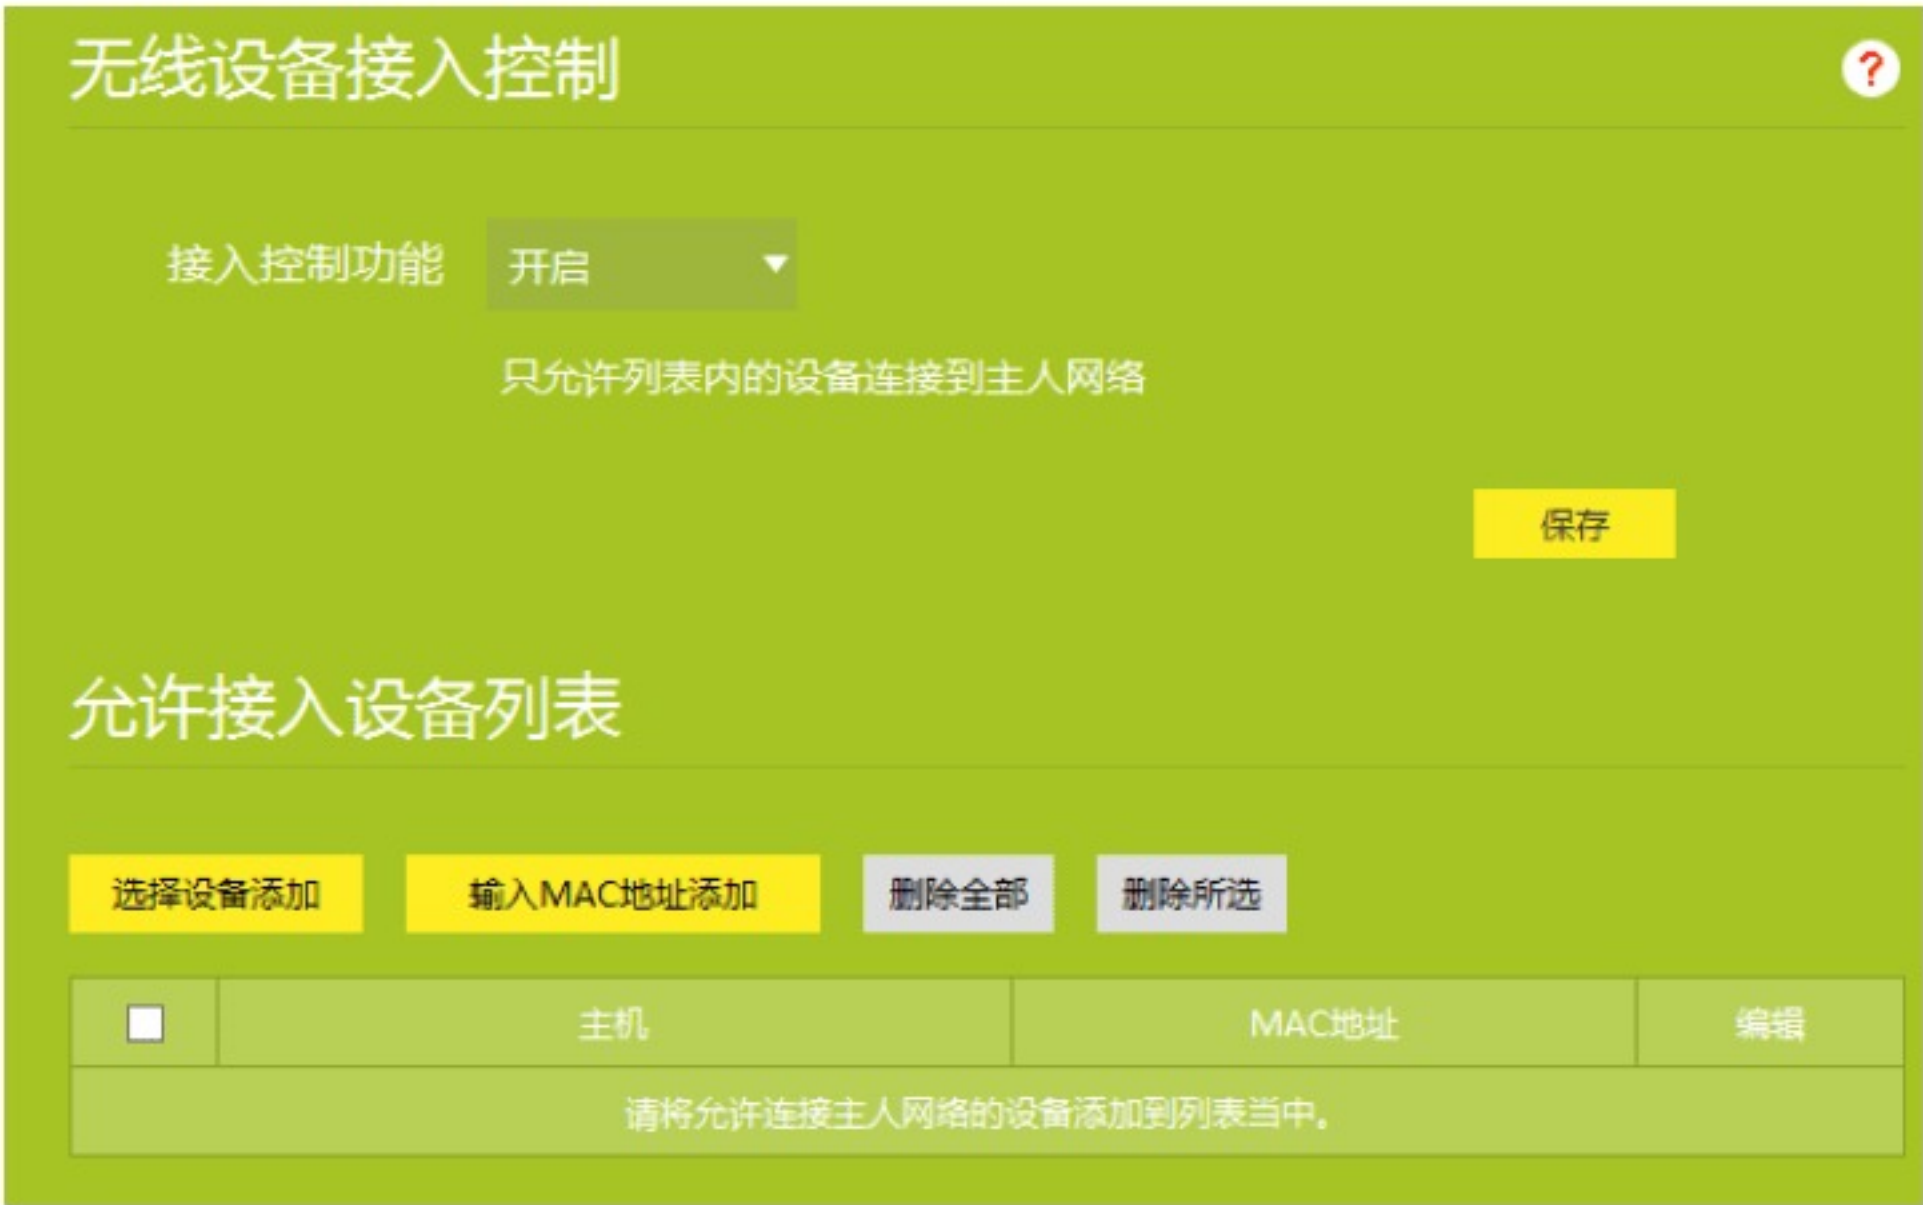 无线设备接入控制
?
接入控制功能 开启
只允许列表内的设备连接到主人网络
保存
允许接入设备列表
选择设备添加 输入MAC地址添加 删除全部 删除所选
主机 MAC地址 编辑
请将允许连接主人网络的设备添加到列表当中。